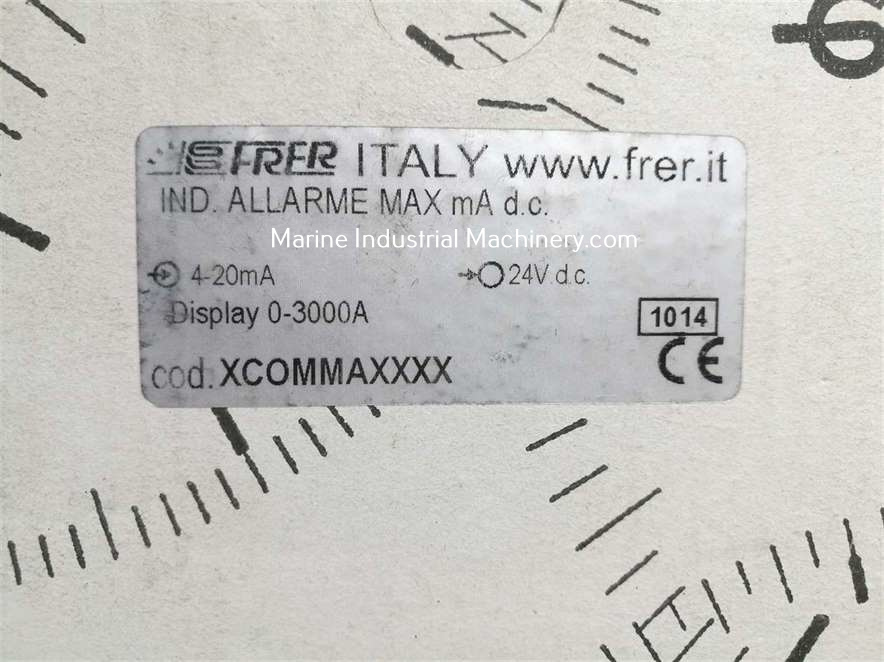 FRER ITALY www.frer.it
IND. ALLARME MAX mA d.c.
Marine Industrial Machinery.com
4-20mA 24V d.c.
Display 0-3000A
1014
CE
cod. XCOMMAXXXX